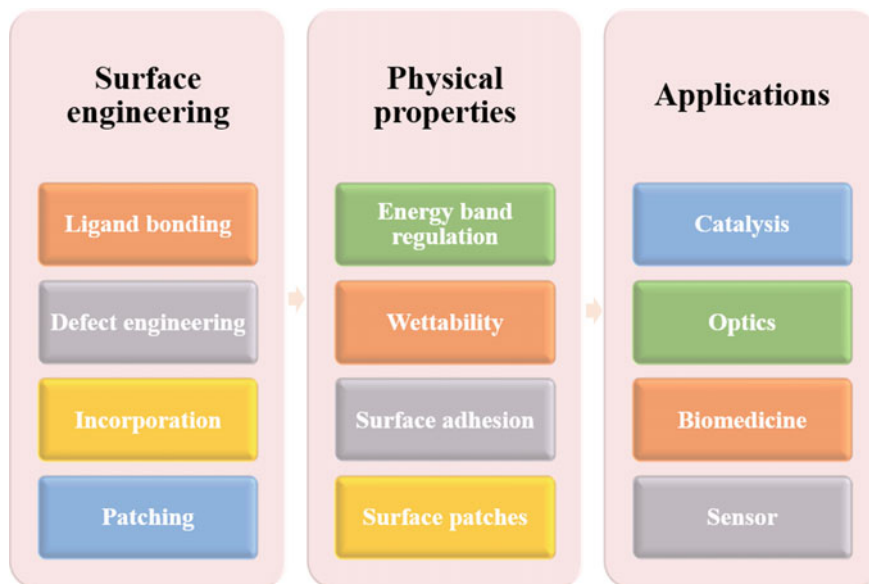 Surface
engineering
Ligand bonding
Defect engineering
Incorporation
Patching
Physical
properties
Energy band
regulation
Wettability
Surface adhesion
Surface patches
Applications
Catalysis
Optics
Biomedicine
Sensor